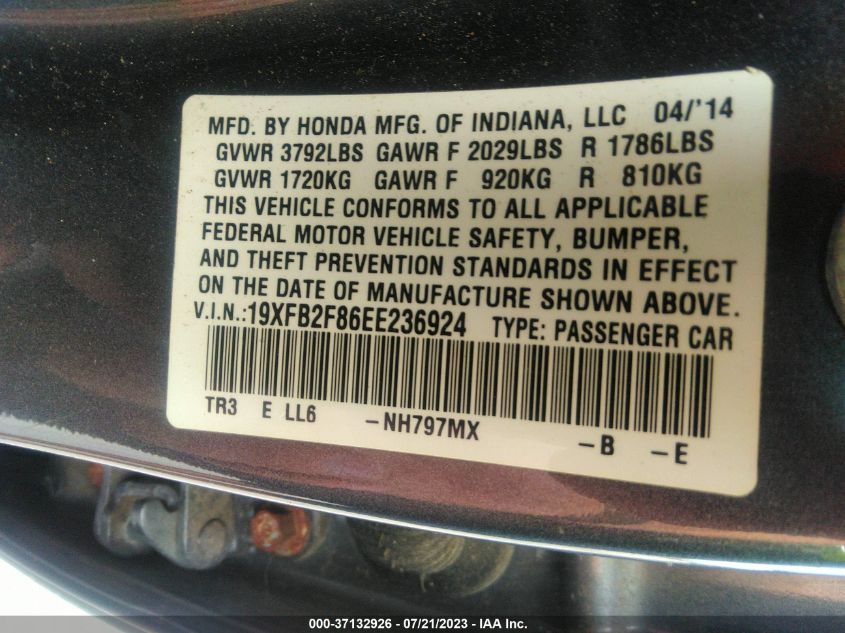 MFD. BY HONDA MFG. OF INDIANA, LLC 04/'14
GVWR 3792LBS GAWR F 2029LBS R 1786LBS
GVWR 1720KG GAWR F 920KG R 810KG
THIS VEHICLE CONFORMS TO ALL APPLICABLE
FEDERAL MOTOR VEHICLE SAFETY, BUMPER,
AND THEFT PREVENTION STANDARDS IN EFFECT
ON THE DATE OF MANUFACTURE SHOWN ABOVE.
V.I.N.:19XFB2F86EE236924 TYPE: PASSENGER CAR
TR3 E LL6 –NH797MX –B –E
000-37132926 - 07/21/2023 - IAA Inc.